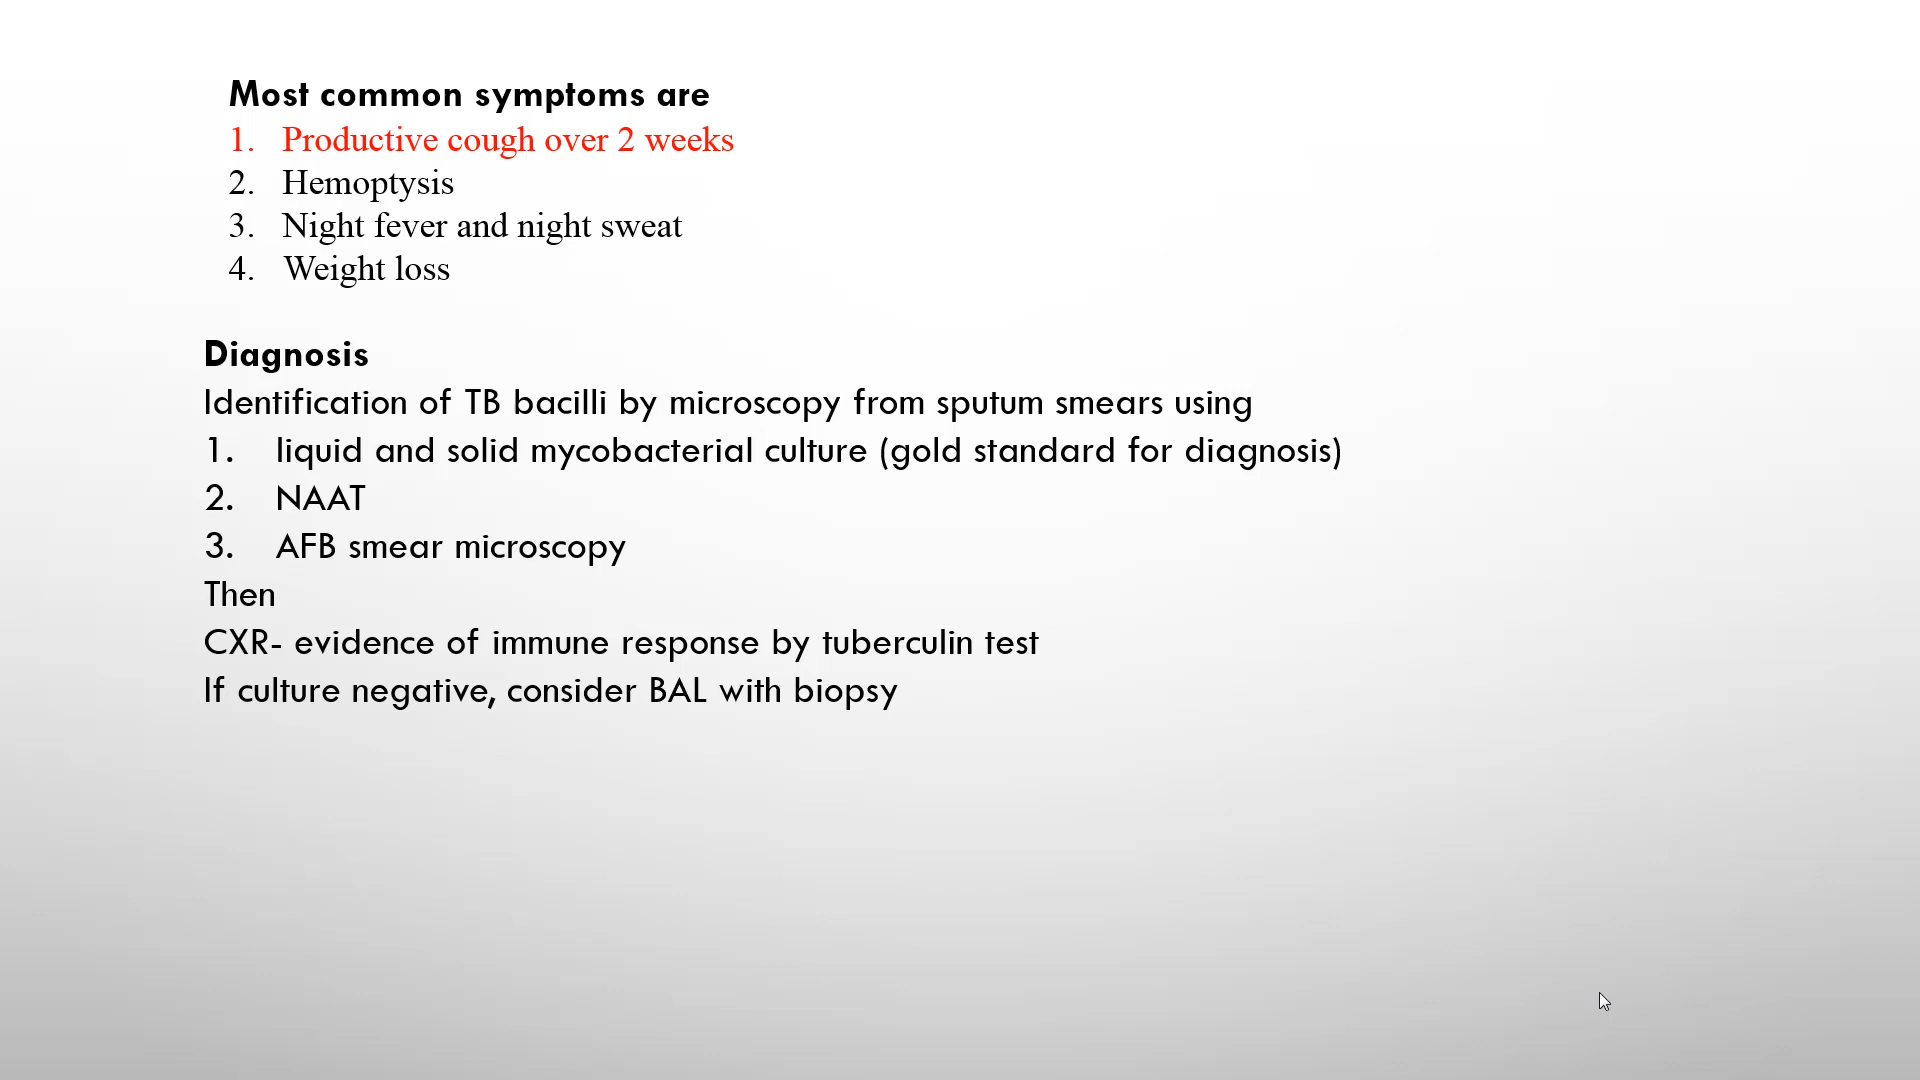 Most common symptoms are
1. Productive cough over 2 weeks
2. Hemoptysis
3. Night fever and night sweat
4. Weight loss
Diagnosis
Identification of TB bacilli by microscopy from sputum smears using
1. liquid and solid mycobacterial culture (gold standard for diagnosis)
2. NAAT
3. AFB smear microscopy
Then
CXR- evidence of immune response by tuberculin test
If culture negative, consider BAL with biopsy